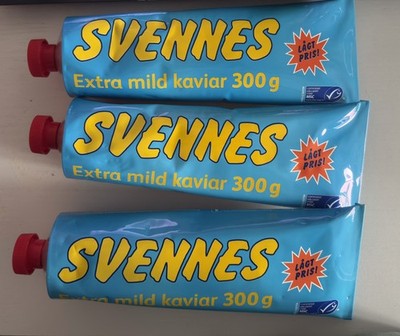 SVENNES
LÅGT
PRIS!
Extra mild kaviar 300 g
SVENNES
LÅGT
PRIS!
Extra mild kaviar 300 g
SVENNES
LÅGT
PRIS!
Extra mild kaviar 300 g